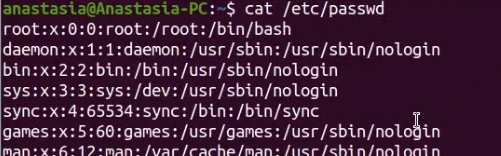 anastasia@Anastasia-PC:~$ cat /etc/passwd
root:x:0:0:root:/root:/bin/bash
daemon:x:1:1:daemon:/usr/sbin:/usr/sbin/nologin
bin:x:2:2:bin:/bin:/usr/sbin/nologin
sys:x:3:3:sys:/dev:/usr/sbin/nologin
sync:x:4:65534:sync:/bin:/bin/sync
games:x:5:60:games:/usr/games:/usr/sbin/nologin
man:x:6:12:man:/var/cache/man:/usr/sbin/nologin